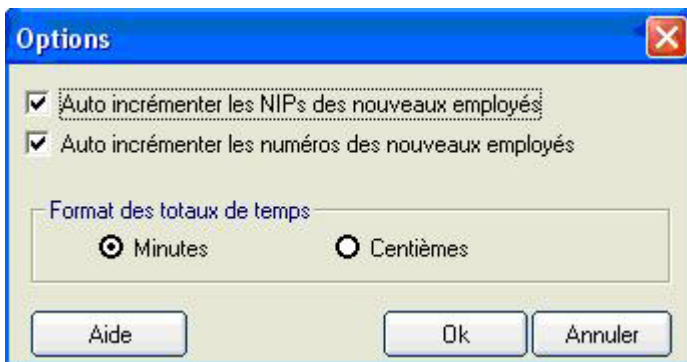 Options
Auto incrémenter les NIPs des nouveaux employés
Auto incrémenter les numéros des nouveaux employés
Format des totaux de temps
Minutes Centièmes
Aide Ok Annuler